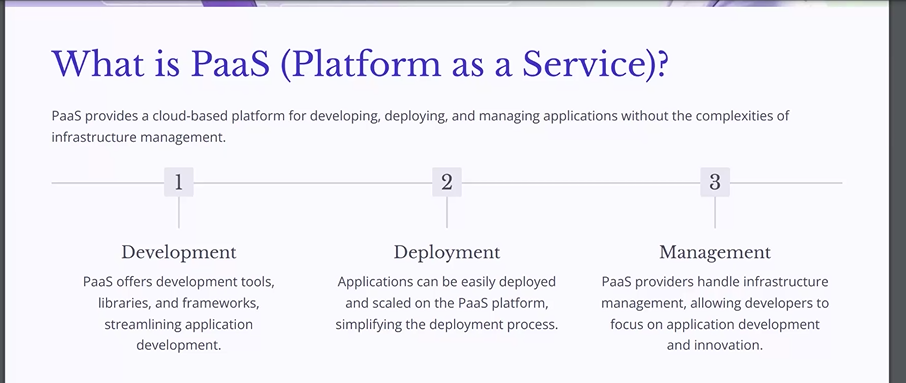 What is PaaS (Platform as a Service)?
PaaS provides a cloud-based platform for developing, deploying, and managing applications without the complexities of
infrastructure management.
1
2
3
Development
PaaS offers development tools,
libraries, and frameworks,
streamlining application
development.
Deployment
Applications can be easily deployed
and scaled on the PaaS platform,
simplifying the deployment process.
Management
PaaS providers handle infrastructure
management, allowing developers to
focus on application development
and innovation.